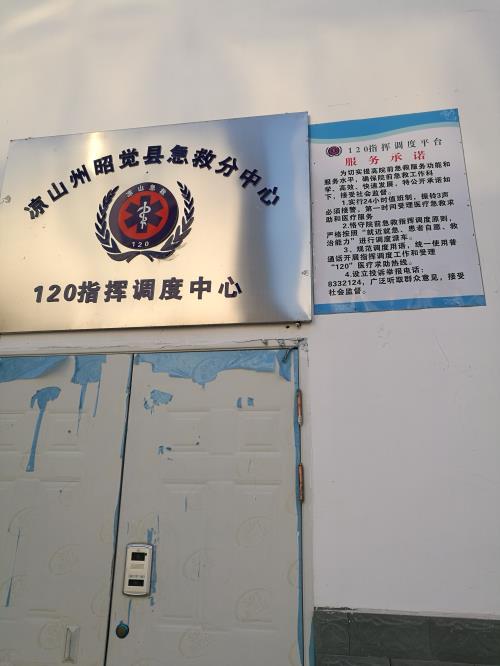 凉山州昭觉县急救分中心
凉山急救
120
120指挥调度中心
120指挥调度平台
服务承诺
为切实提高院前急救服务功能和
服务水平，确保院前急救工作科
学、高效、快速发展，特公开承诺如
下，接受社会监督。
1.实行24小时值班制，振铃3声
必须接警，第一时间受理医疗急救求
助和医疗服务
2.恪守院前急救指挥调度原则，
严格按照“就近就急、患者自愿、救
治能力”进行调度派车。
3、规范调度用语，统一使用普
通话开展指挥调度工作和受理
“120”医疗求助热线。
4.设立投诉举报电话：
8332124，广泛听取群众意见，接受
社会监督。